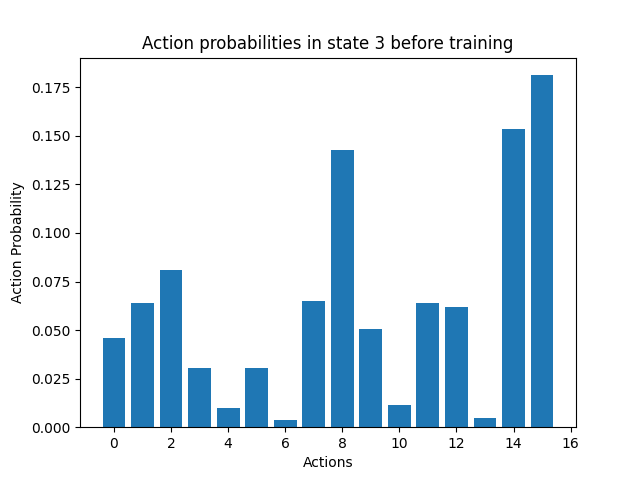 Action probabilities in state 3 before training
0.175
0.150
0.125
0.100
0.075
0.050
0.025
0.000
Action Probability
0 2 4 6 8 10 12 14 16
Actions